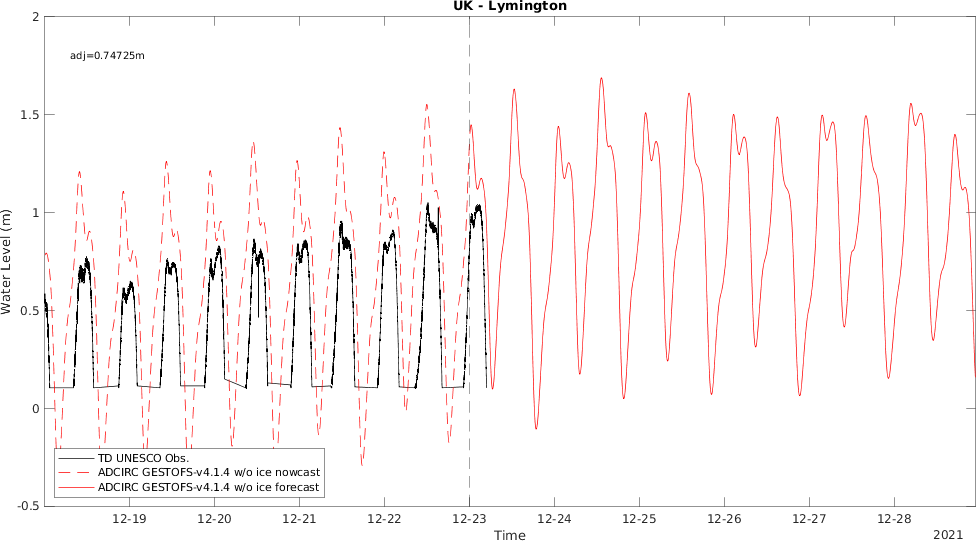 UK - Lymington
adj=0.74725m
2
1.5
1
0.5
0
-0.5
Water Level (m)
TD UNESCO Obs.
ADCIRC GESTOFS-v4.1.4 w/o ice nowcast
ADCIRC GESTOFS-v4.1.4 w/o ice forecast
12-19 12-20 12-21 12-22 12-23 12-24 12-25 12-26 12-27 12-28
Time
2021